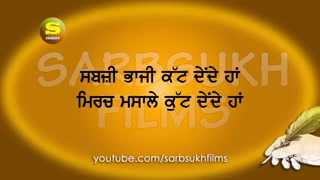 S
SARBSUKH
ਸਬਜ਼ੀ ਭਾਜੀ ਕੱਟ ਦੇਂਦੇ ਹਾਂ
ਮਿਰਚ ਮਸਾਲੇ ਕੁੱਟ ਦੇਂਦੇ ਹਾਂ
FILMS
youtube.com/sarbsukhfilms